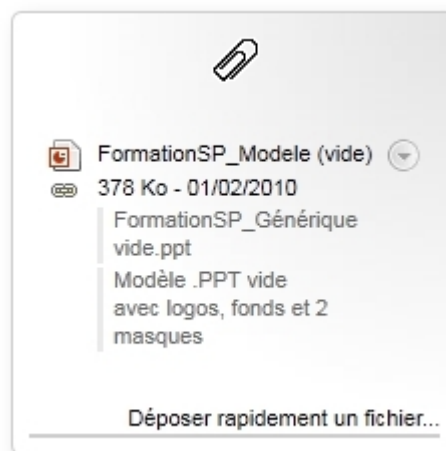 FormationSP_Modele (vide)
378 Ko - 01/02/2010
FormationSP_Générique
vide.ppt
Modèle .PPT vide
avec logos, fonds et 2
masques
Déposer rapidement un fichier...